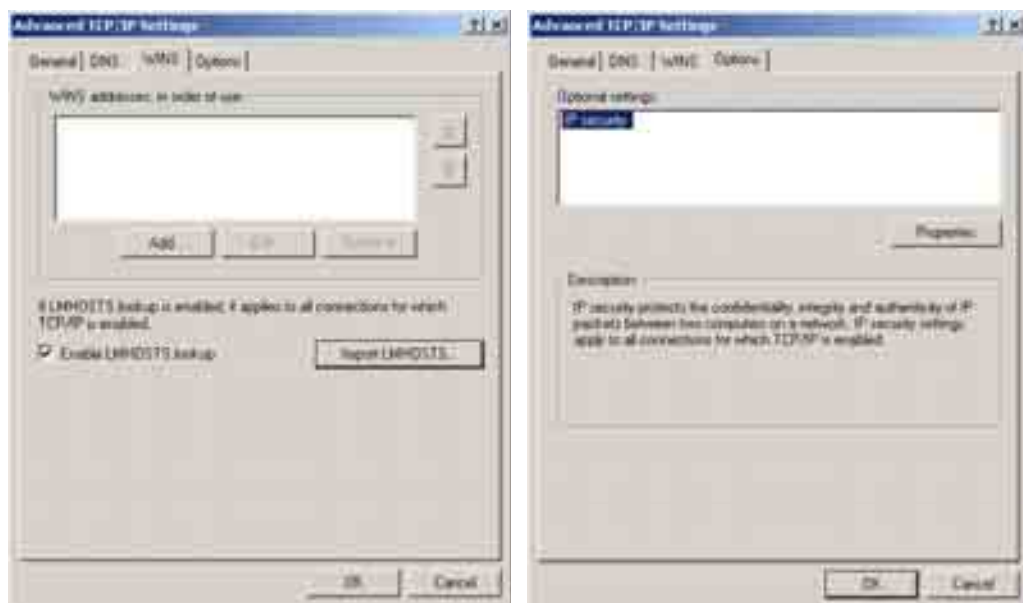 Advanced TCP/IP Settings
General DNS WINS Options
WINS addresses, in order of use:
Add... Edit... Remove
If LMHOSTS lookup is enabled, it applies to all connections for which
TCP/IP is enabled.
Enable LMHOSTS lookup
Import LMHOSTS...
OK Cancel
Advanced TCP/IP Settings
General DNS WINS Options
Optional settings:
IP security
Properties
Description:
IP security protects the confidentiality, integrity and authenticity of IP
packets between two computers on a network. IP security settings
apply to all connections for which TCP/IP is enabled.
OK Cancel